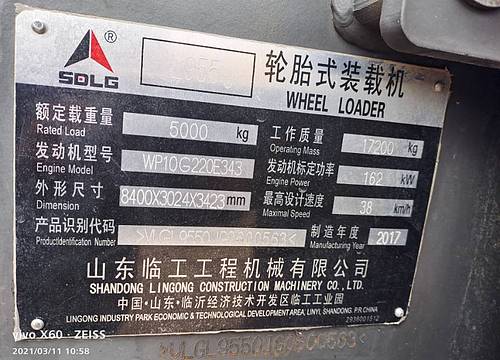 SDLG ®
轮胎式装载机
WHEEL LOADER
额定载重量 5000 kg
Rated Load
工作质量 17200 kg
Operating Mass
发动机型号 WP10G220E343
Engine Model
发动机标定功率 162 kW
Engine Power
外形尺寸 8400X3024X3423 mm
Dimension
最高设计速度 38 km/h
Maximal Speed
产品识别代码
Productidentification Number
制造年度 2017
Manufacturing Year
山东临工工程机械有限公司
SHANDONG LINGONG CONSTRUCTION MACHINERY CO., LTD.
中国·山东·临沂经济技术开发区临工工业园
LINGONG INDUSTRY PARK ECONOMIC & TECHNOLOGICAL DEVELOPMENT AREA, LINYI, SHANDONG. P.R.CHINA
2936001512
vivo X60 · ZEISS
2021/03/11 10:58